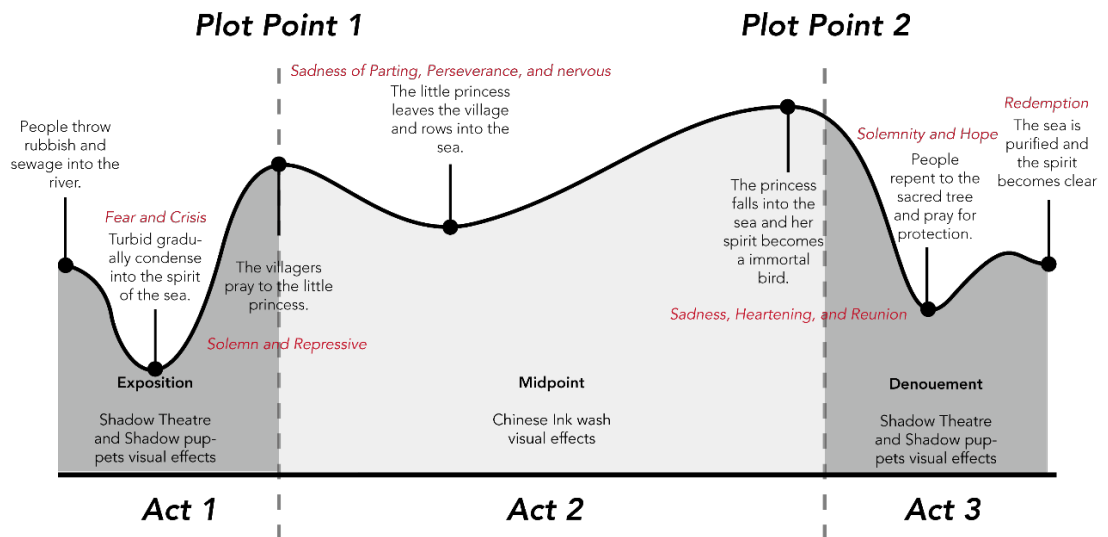 Plot Point 1
Plot Point 2
People throw
rubbish and
sewage into the
river.
Fear and Crisis
Turbid gradu-
ally condense
into the spirit
of the sea.
The villagers
pray to the little
princess.
Solemn and Repressive
Sadness of Parting, Perseverance, and nervous
The little princess
leaves the village
and rows into the
sea.
The princess
falls into the
sea and her
spirit becomes
a immortal
bird.
Sadness, Heartening, and Reunion
Solemnity and Hope
People
repent to the
sacred tree
and pray for
protection.
Redemption
The sea is
purified and
the spirit
becomes clear
Exposition
Shadow Theatre
and Shadow pup-
pets visual effects
Midpoint
Chinese Ink wash
visual effects
Denouement
Shadow Theatre
and Shadow pup-
pets visual effects
Act 1
Act 2
Act 3